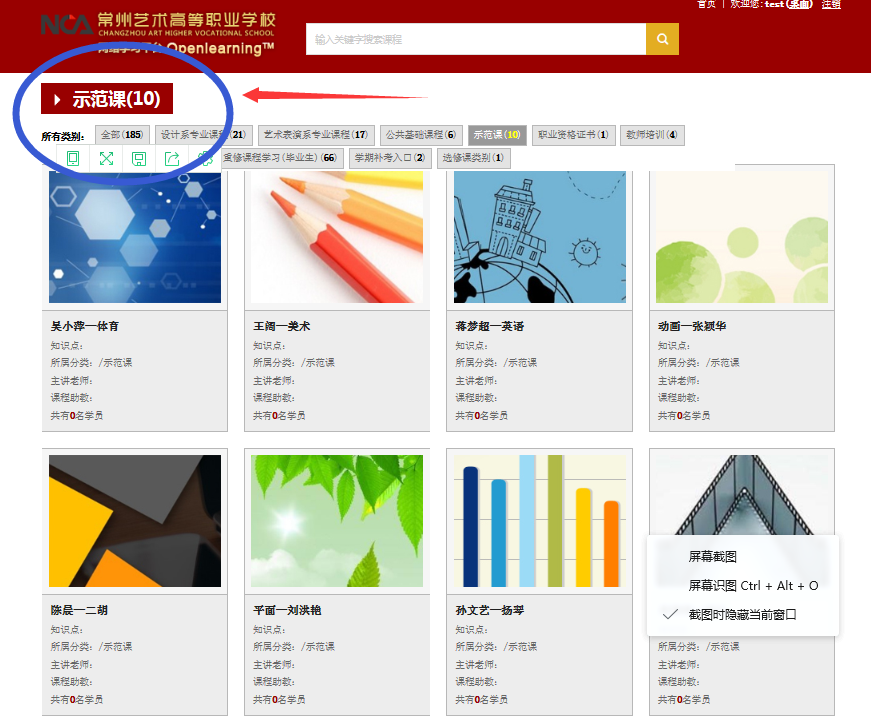 首页 | 欢迎您:test(桌面) 注销
NCA 常州艺术高等职业学校
CHANGZHOU ART HIGHER VOCATIONAL SCHOOL
网络学习平台 Openlearning™
输入关键字搜索课程
示范课(10)
所有类别: 全部(185) 设计系专业课程(21) 艺术表演系专业课程(17) 公共基础课程(6) 示范课(10) 职业资格证书(1) 教师培训(4)
重修课程学习(毕业生)(66) 学期补考入口(2) 选修课类别(1)
吴小萍—体育
知识点:
所属分类: /示范课
主讲老师:
课程助教:
共有0名学员
王阔—美术
知识点:
所属分类: /示范课
主讲老师:
课程助教:
共有0名学员
蒋梦超—英语
知识点:
所属分类: /示范课
主讲老师:
课程助教:
共有0名学员
动画—张颖华
知识点:
所属分类: /示范课
主讲老师:
课程助教:
共有0名学员
陈晨—二胡
知识点:
所属分类: /示范课
主讲老师:
课程助教:
共有0名学员
平面—刘洪艳
知识点:
所属分类: /示范课
主讲老师:
课程助教:
共有0名学员
孙文艺—扬琴
知识点:
所属分类: /示范课
主讲老师:
课程助教:
共有0名学员
屏幕截图
屏幕识图 Ctrl + Alt + O
截图时隐藏当前窗口
所属分类: /示范课
主讲老师:
课程助教:
共有0名学员